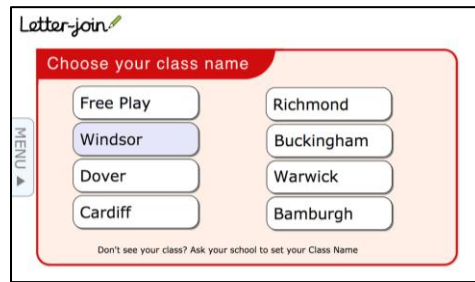 Letter-join
Choose your class name
Free Play
Windsor
Dover
Cardiff
Richmond
Buckingham
Warwick
Bamburgh
MENU
Don't see your class? Ask your school to set your Class Name